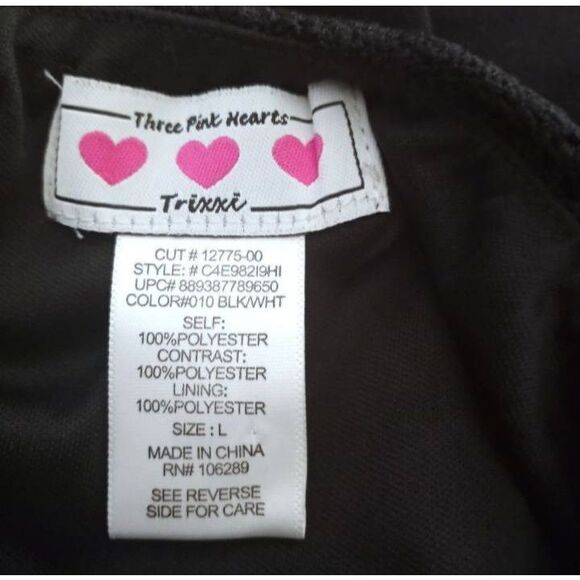 Three Pink Hearts
Trixxi
CUT # 12775-00
STYLE: # C4E982I9HI
UPC# 889387789650
COLOR#010 BLK/WHT
SELF:
100%POLYESTER
CONTRAST:
100%POLYESTER
LINING:
100%POLYESTER
SIZE : L
MADE IN CHINA
RN# 106289
SEE REVERSE
SIDE FOR CARE